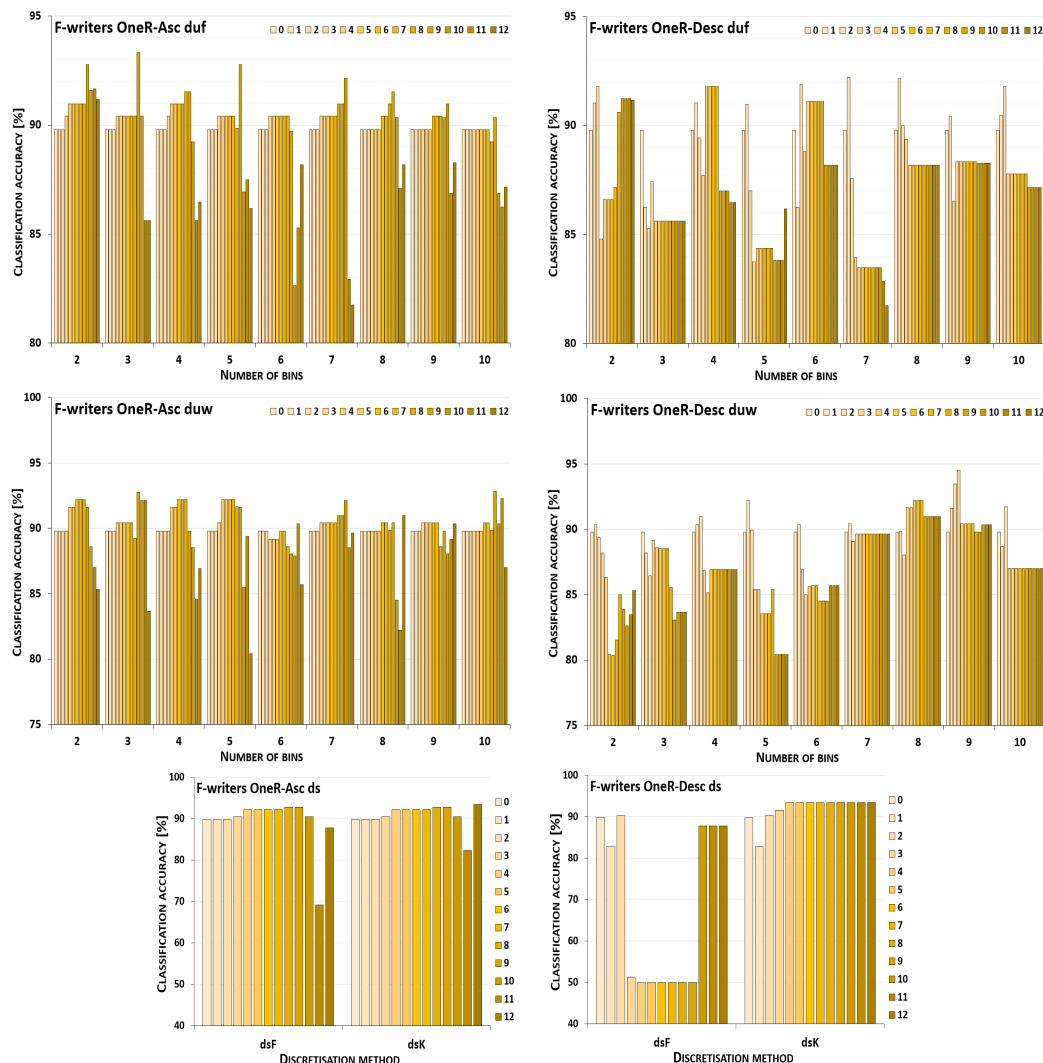 F-writers OneR-Asc duf
0 1 2 3 4 5 6 7 8 9 10 11 12
CLASSIFICATION ACCURACY [%]
95
90
85
80
2 3 4 5 6 7 8 9 10
NUMBER OF BINS
F-writers OneR-Desc duf
0 1 2 3 4 5 6 7 8 9 10 11 12
CLASSIFICATION ACCURACY [%]
95
90
85
80
2 3 4 5 6 7 8 9 10
NUMBER OF BINS
F-writers OneR-Asc duw
0 1 2 3 4 5 6 7 8 9 10 11 12
CLASSIFICATION ACCURACY [%]
100
95
90
85
80
75
2 3 4 5 6 7 8 9 10
NUMBER OF BINS
F-writers OneR-Desc duw
0 1 2 3 4 5 6 7 8 9 10 11 12
CLASSIFICATION ACCURACY [%]
100
95
90
85
80
75
2 3 4 5 6 7 8 9 10
NUMBER OF BINS
F-writers OneR-Asc ds
CLASSIFICATION ACCURACY [%]
100
90
80
70
60
50
40
dsF dsK
DISCRETISATION METHOD
0
1
2
3
4
5
6
7
8
9
10
11
12
F-writers OneR-Desc ds
CLASSIFICATION ACCURACY [%]
100
90
80
70
60
50
40
dsF dsK
DISCRETISATION METHOD
0
1
2
3
4
5
6
7
8
9
10
11
12